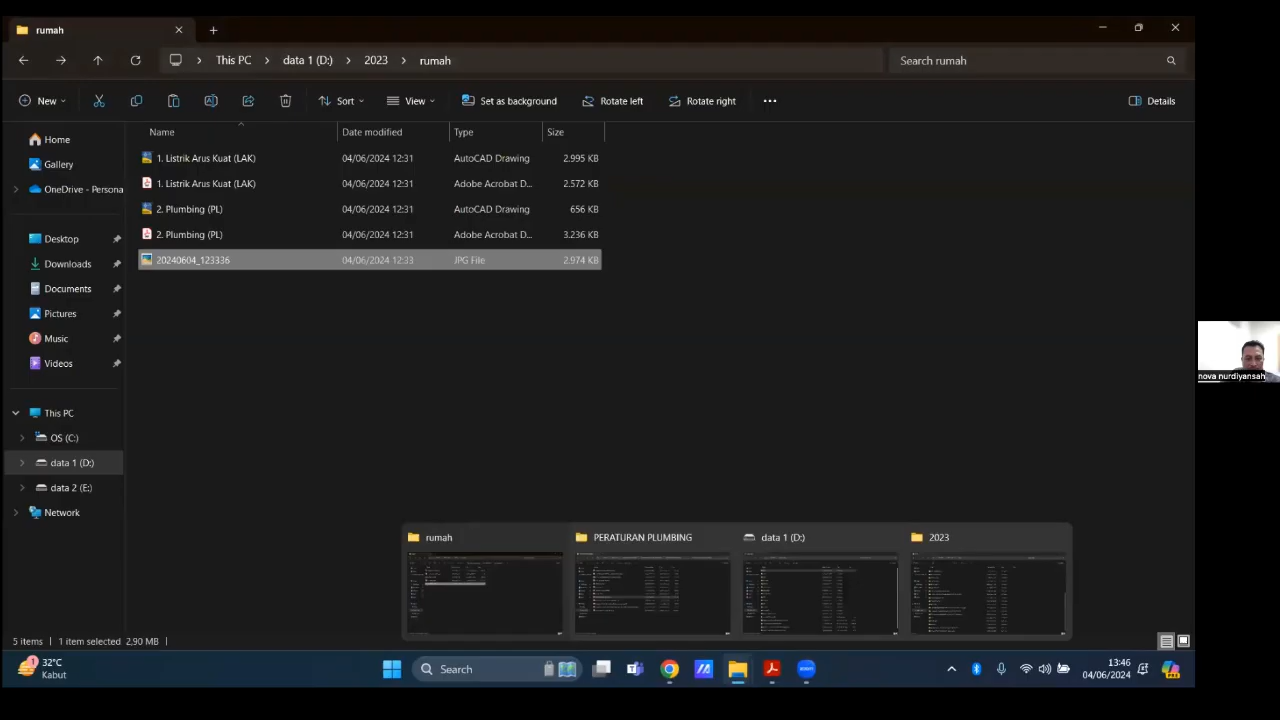 rumah
This PC
data 1 (D:)
2023
rumah
Search rumah
New
Sort
View
Set as background
Rotate left
Rotate right
Details
Name
Date modified
Type
Size
1. Listrik Arus Kuat (LAK) 04/06/2024 12:31 AutoCAD Drawing 2.995 KB
1. Listrik Arus Kuat (LAK) 04/06/2024 12:31 Adobe Acrobat D... 2.572 KB
2. Plumbing (PL) 04/06/2024 12:31 AutoCAD Drawing 656 KB
2. Plumbing (PL) 04/06/2024 12:31 Adobe Acrobat D... 3.236 KB
20240604_123336 04/06/2024 12:33 JPG File 2.974 KB
Home
Gallery
OneDrive - Persona
Desktop
Downloads
Documents
Pictures
Music
Videos
This PC
OS (C:)
data 1 (D:)
data 2 (E:)
Network
nova nurdiyansah
rumah
PERATURAN PLUMBING
data 1 (D:)
2023
5 items
1 item selected 2,90 MB
32°C
Kabut
Search
13:46
04/06/2024